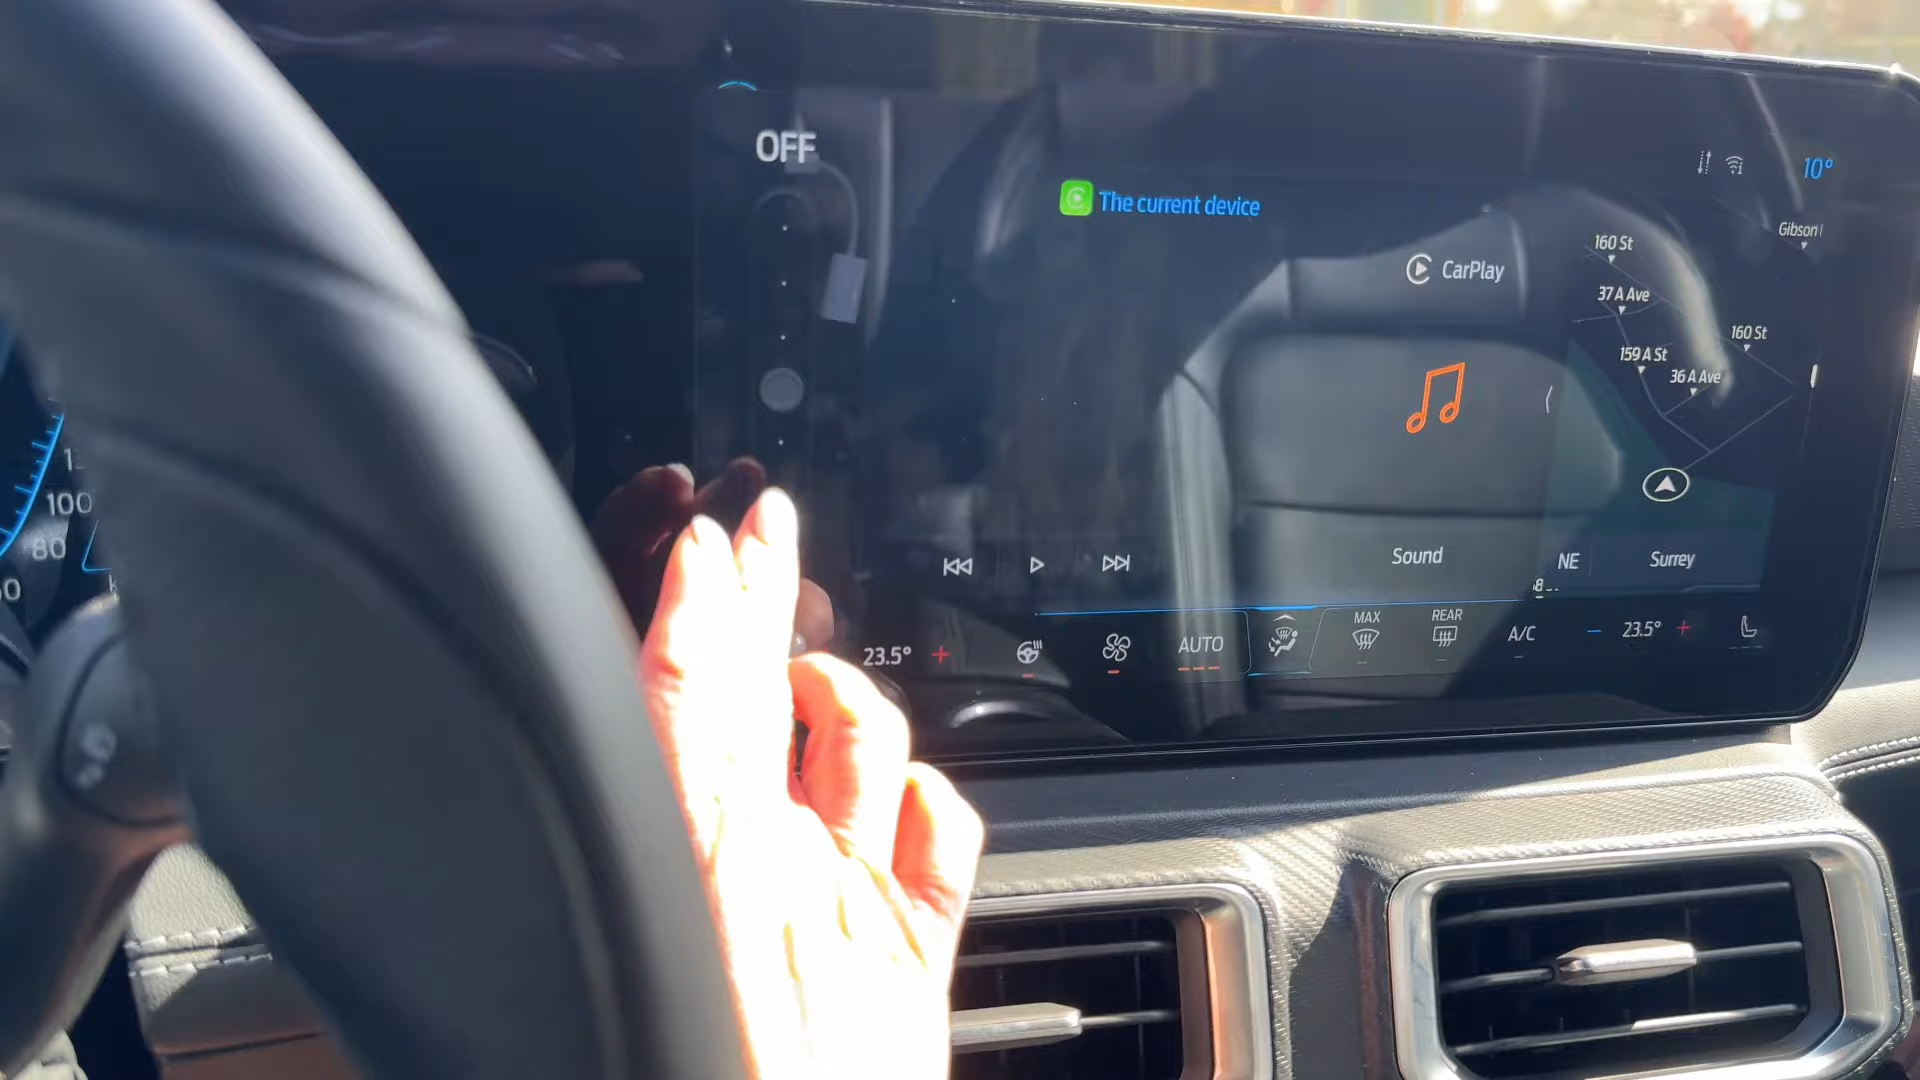 OFF
The current device
10°
Gibson
160 St
CarPlay
37 A Ave
160 St
159 A St
36 A Ave
100
80
Sound
NE
Surrey
23.5°
AUTO
MAX
REAR
A/C
23.5°